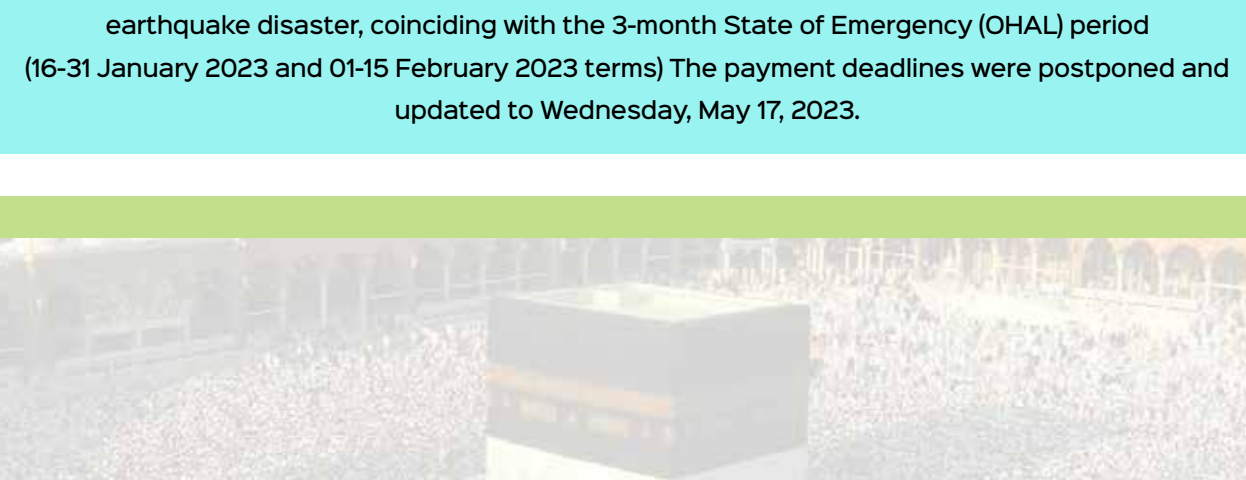 earthquake disaster, coinciding with the 3-month State of Emergency (OHAL) period
(16-31 January 2023 and 01-15 February 2023 terms) The payment deadlines were postponed and
updated to Wednesday, May 17, 2023.